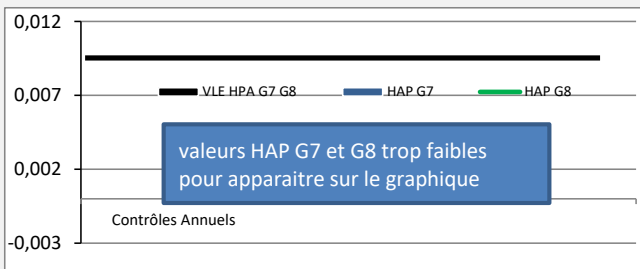 0,012
0,007
VLE HPA G7 G8 HAP G7 HAP G8
valeurs HAP G7 et G8 trop faibles
pour apparaitre sur le graphique
0,002
Contrôles Annuels
-0,003